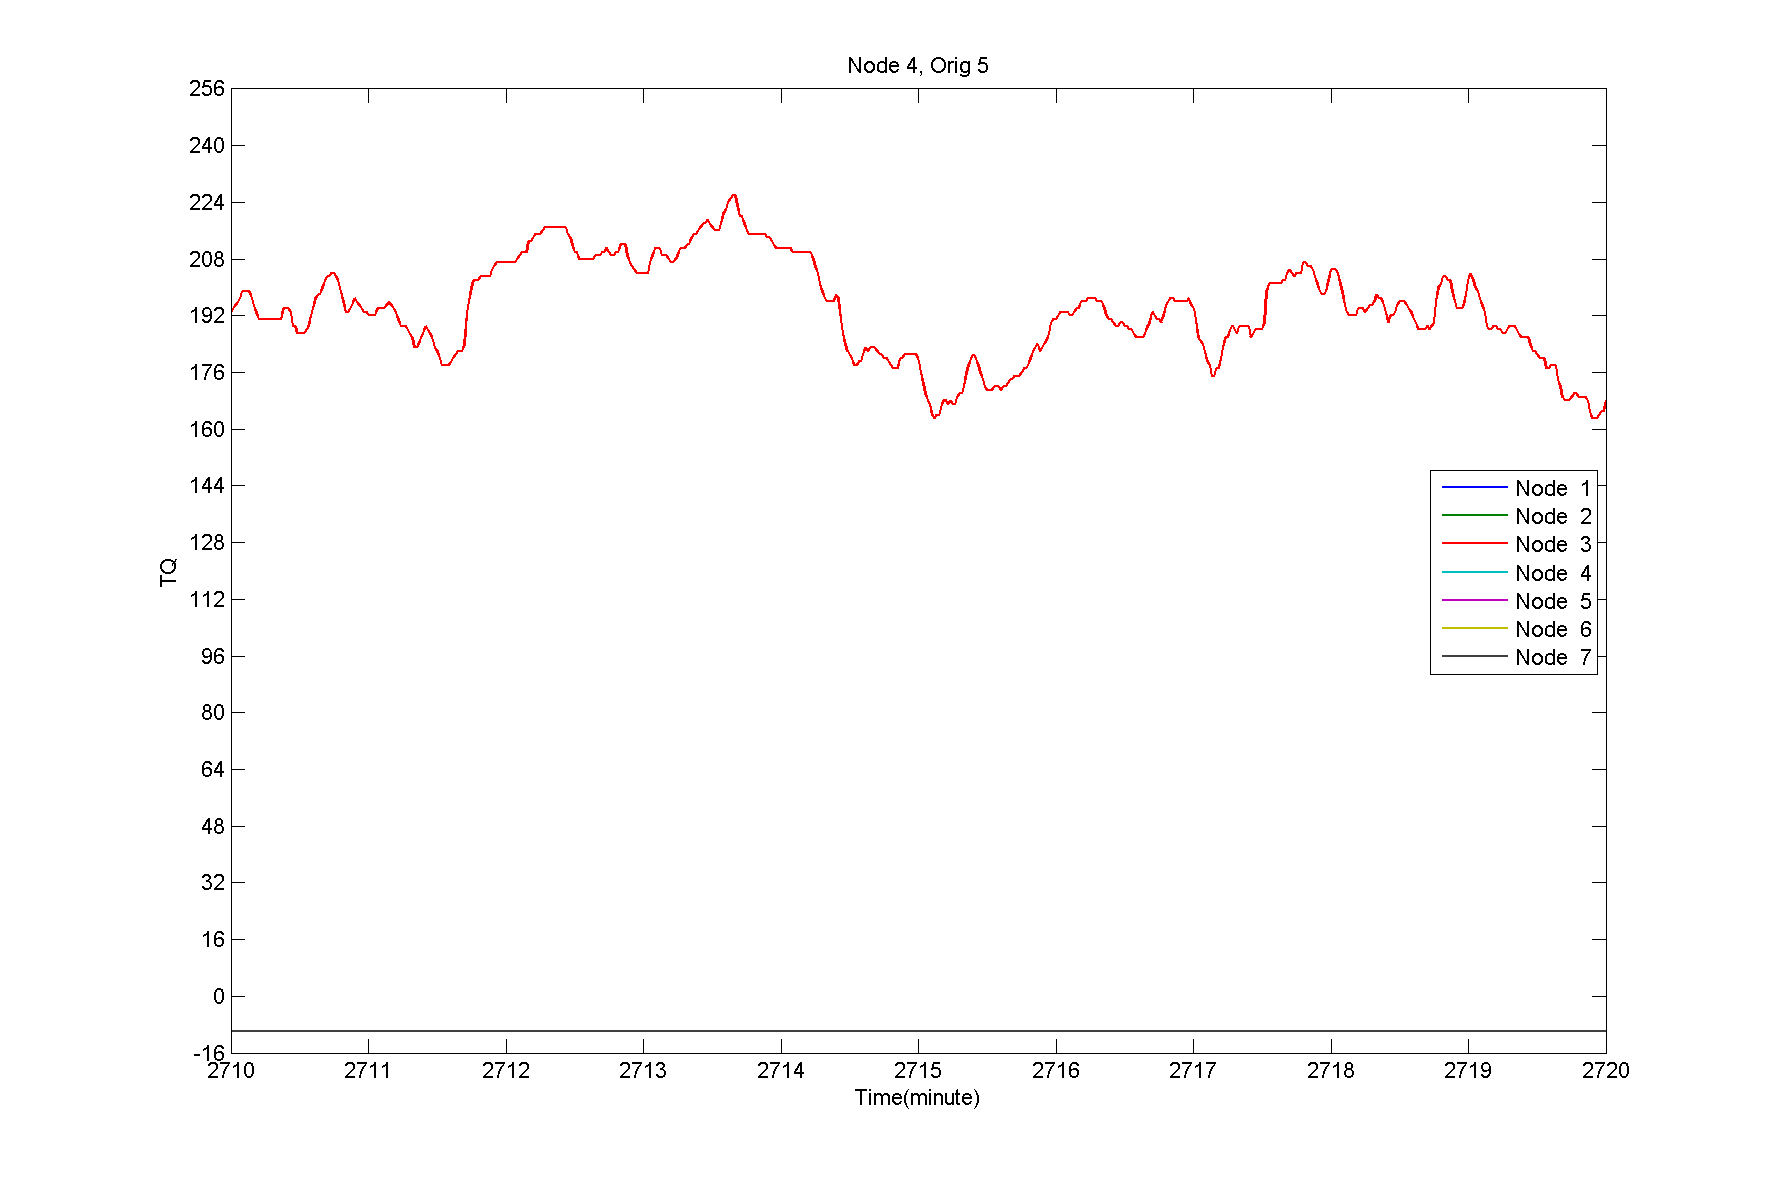 Node 4, Orig 5
256
240
224
208
192
176
160
144
128
112
96
80
64
48
32
16
0
-16
TQ
Node 1
Node 2
Node 3
Node 4
Node 5
Node 6
Node 7
2710 2711 2712 2713 2714 2715 2716 2717 2718 2719 2720
Time(minute)